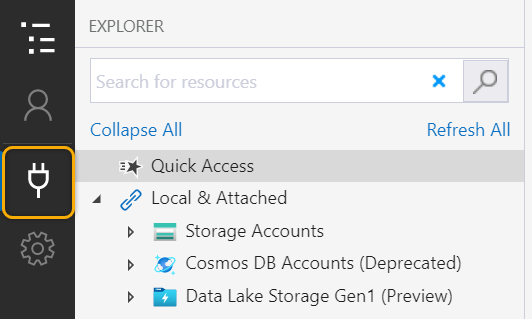 EXPLORER
Search for resources
Collapse All Refresh All
Quick Access
Local & Attached
Storage Accounts
Cosmos DB Accounts (Deprecated)
Data Lake Storage Gen1 (Preview)